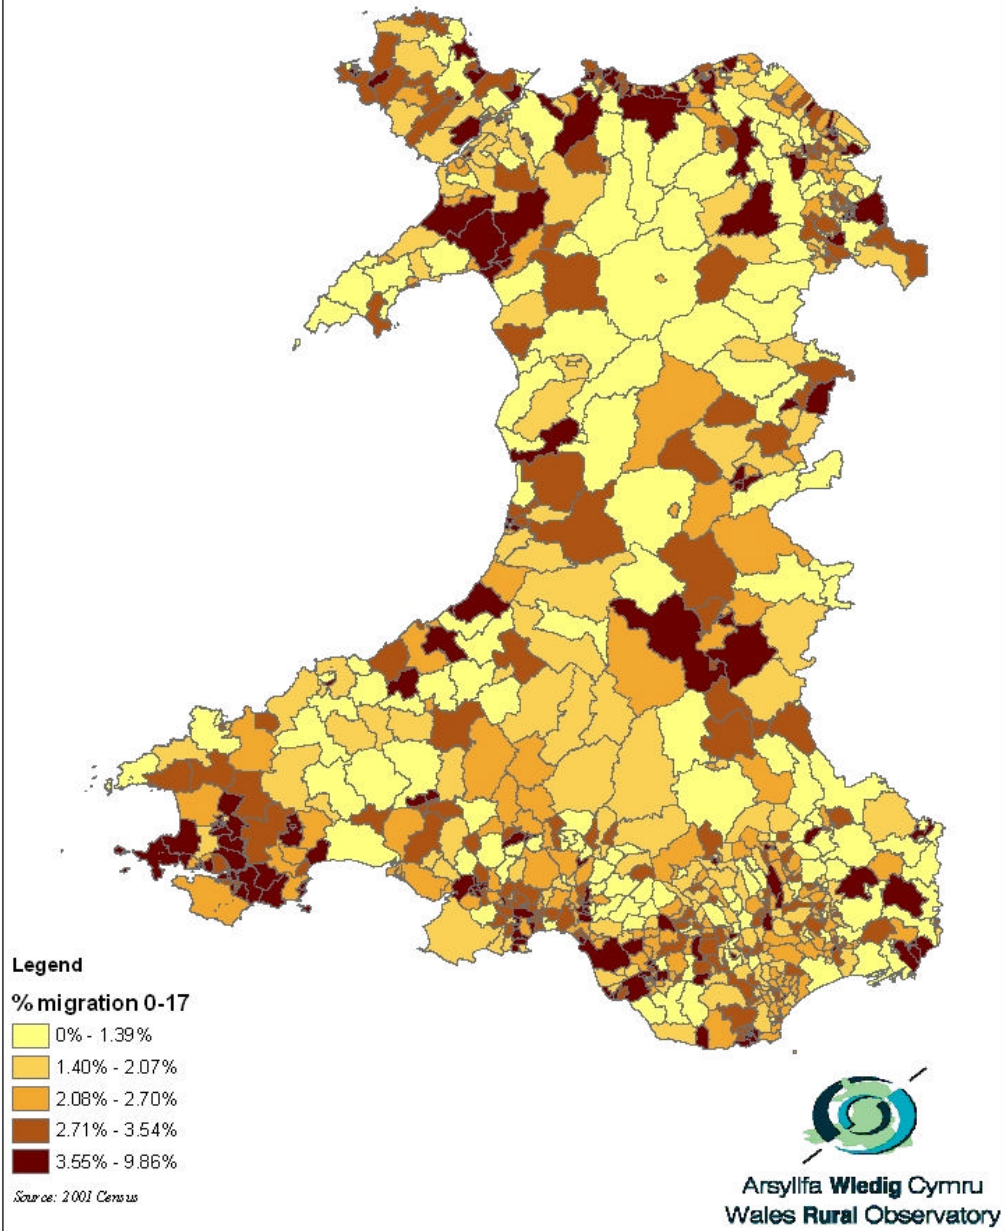 Legend
% migration 0-17
0% - 1.39%
1.40% - 2.07%
2.08% - 2.70%
2.71% - 3.54%
3.55% - 9.86%
Source: 2001 Census
Arsyllfa Wledig Cymru
Wales Rural Observatory